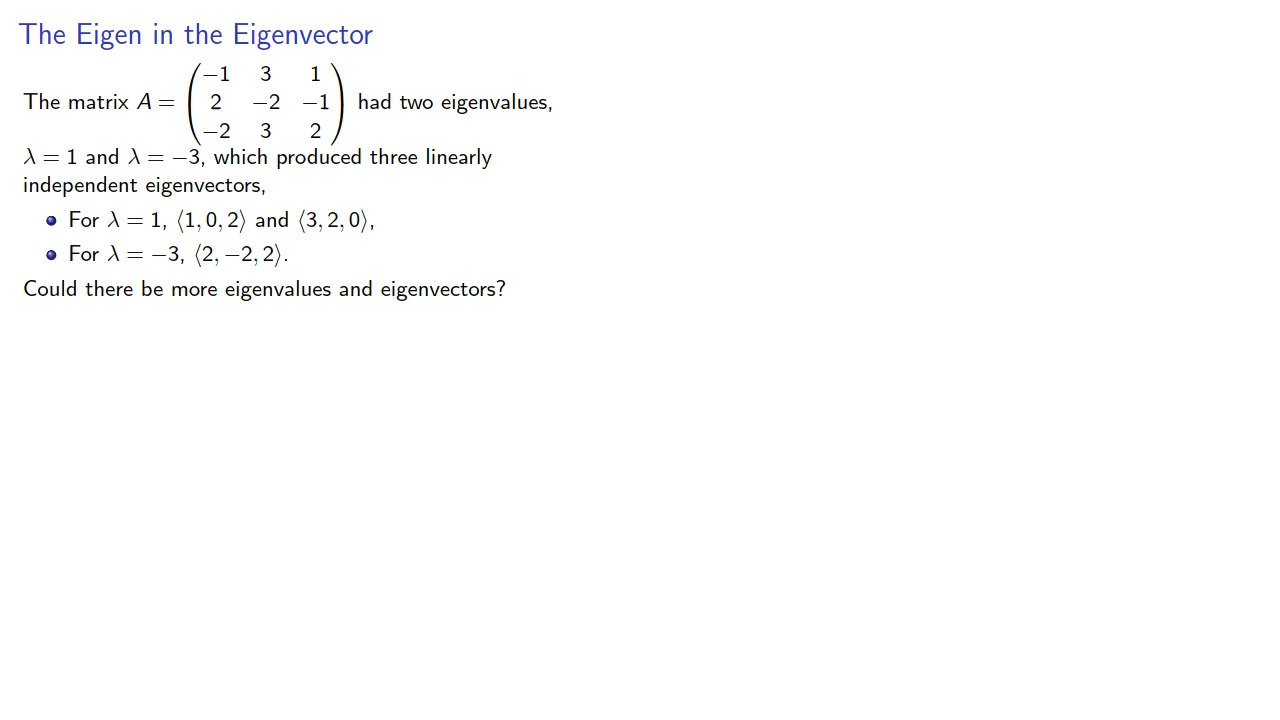 The Eigen in the Eigenvector
The matrix A = 
−1 3 1
2 −2 −1
−2 3 2
had two eigenvalues,
λ = 1 and λ = −3, which produced three linearly
independent eigenvectors,
For λ = 1, ⟨1, 0, 2⟩ and ⟨3, 2, 0⟩,
For λ = −3, ⟨2, −2, 2⟩.
Could there be more eigenvalues and eigenvectors?